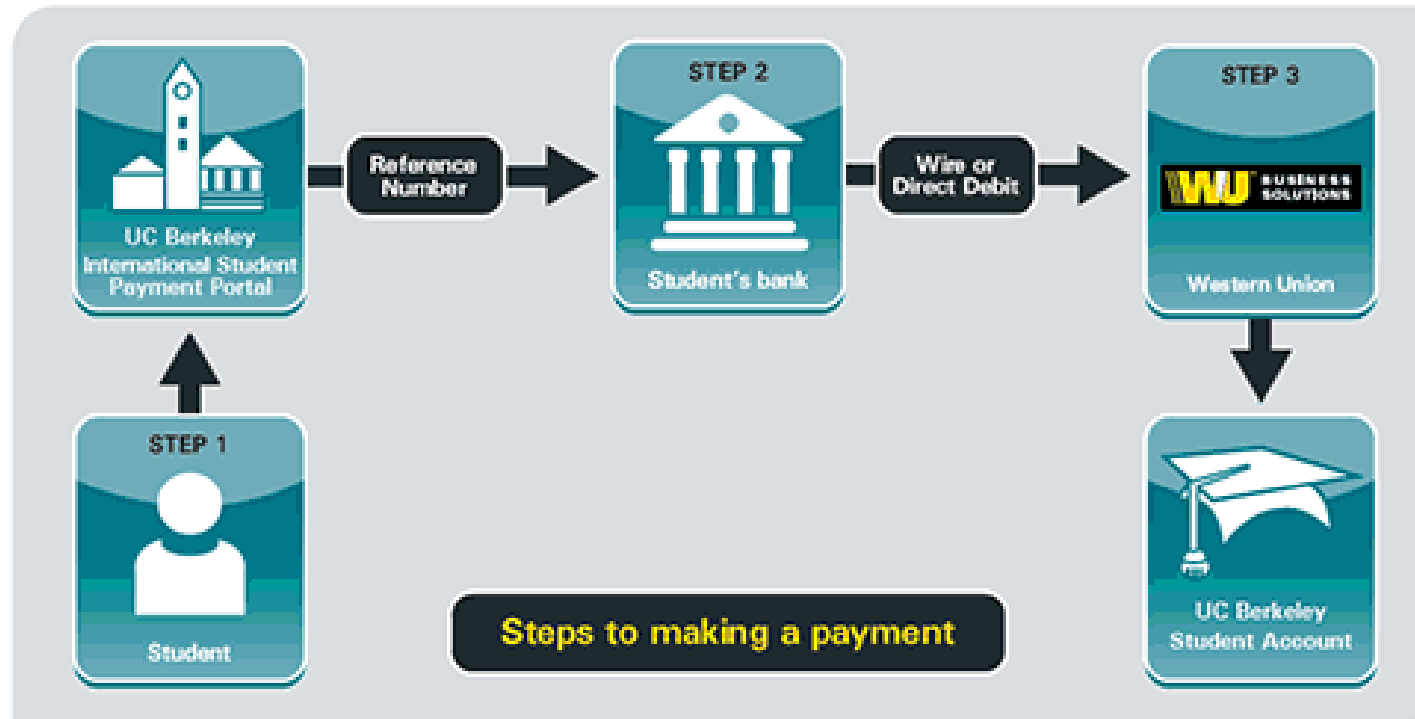 STEP 1
Student
UC Berkeley
International Student
Payment Portal
Reference
Number
STEP 2
Student's bank
Wire or
Direct Debit
STEP 3
WU BUSINESS
SOLUTIONS
Western Union
UC Berkeley
Student Account
Steps to making a payment